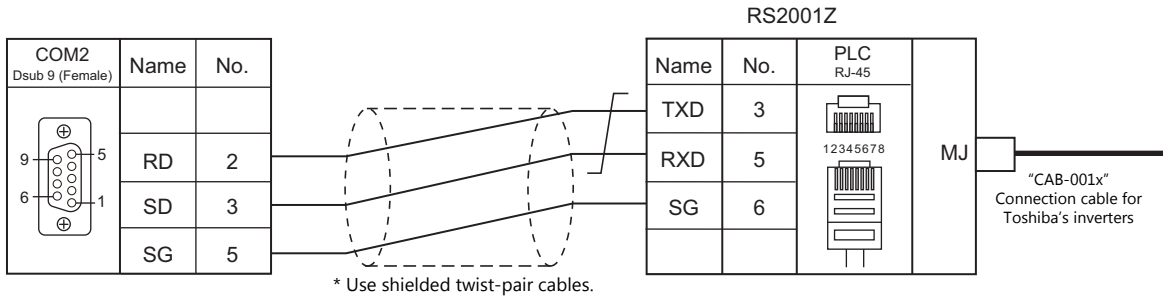 RS2001Z
COM2
Dsub 9 (Female)
Name
No.
RD
2
SD
3
SG
5
9
5
6
1
Name
No.
PLC
RJ-45
TXD
3
RXD
5
SG
6
12345678
MJ
"CAB-001x"
Connection cable for
Toshiba's inverters
* Use shielded twist-pair cables.